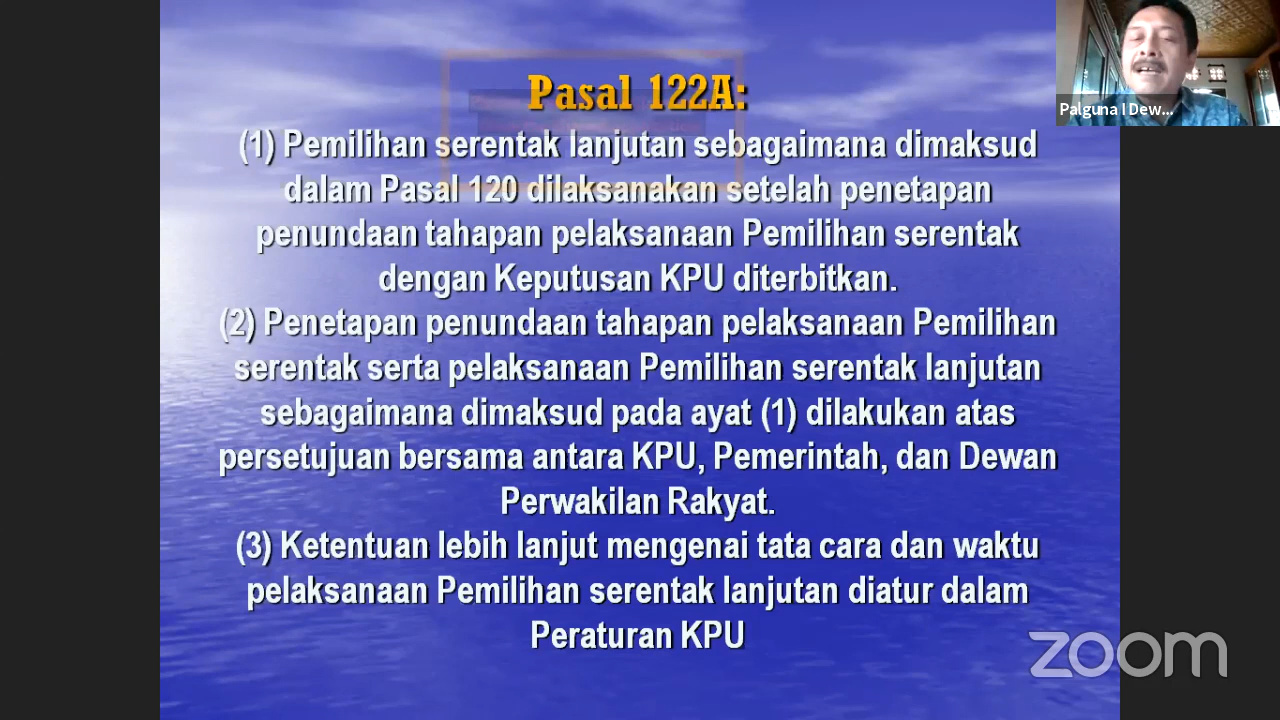 Pasal 122A:
(1) Pemilihan serentak lanjutan sebagaimana dimaksud
dalam Pasal 120 dilaksanakan setelah penetapan
penundaan tahapan pelaksanaan Pemilihan serentak
dengan Keputusan KPU diterbitkan.
(2) Penetapan penundaan tahapan pelaksanaan Pemilihan
serentak serta pelaksanaan Pemilihan serentak lanjutan
sebagaimana dimaksud pada ayat (1) dilakukan atas
persetujuan bersama antara KPU, Pemerintah, dan Dewan
Perwakilan Rakyat.
(3) Ketentuan lebih lanjut mengenai tata cara dan waktu
pelaksanaan Pemilihan serentak lanjutan diatur dalam
Peraturan KPU
Palguna I Dew...
zoom